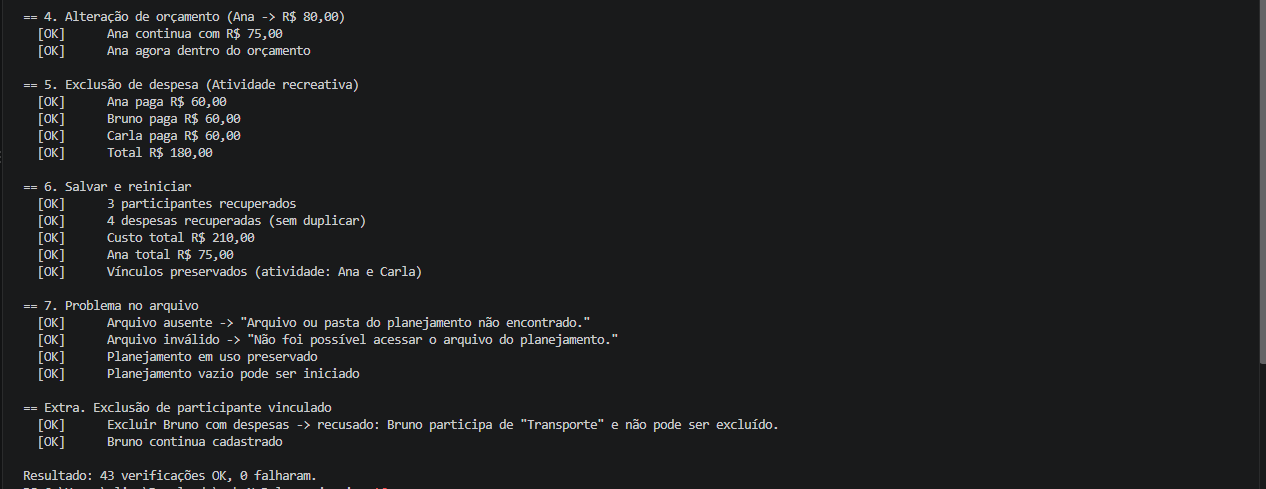 == 4. Alteração de orçamento (Ana -> R$ 80,00)
[OK] Ana continua com R$ 75,00
[OK] Ana agora dentro do orçamento
== 5. Exclusão de despesa (Atividade recreativa)
[OK] Ana paga R$ 60,00
[OK] Bruno paga R$ 60,00
[OK] Carla paga R$ 60,00
[OK] Total R$ 180,00
== 6. Salvar e reiniciar
[OK] 3 participantes recuperados
[OK] 4 despesas recuperadas (sem duplicar)
[OK] Custo total R$ 210,00
[OK] Ana total R$ 75,00
[OK] Vínculos preservados (atividade: Ana e Carla)
== 7. Problema no arquivo
[OK] Arquivo ausente -> "Arquivo ou pasta do planejamento não encontrado."
[OK] Arquivo inválido -> "Não foi possível acessar o arquivo do planejamento."
[OK] Planejamento em uso preservado
[OK] Planejamento vazio pode ser iniciado
== Extra. Exclusão de participante vinculado
[OK] Excluir Bruno com despesas -> recusado: Bruno participa de "Transporte" e não pode ser excluído.
[OK] Bruno continua cadastrado
Resultado: 43 verificações OK, 0 falharam.